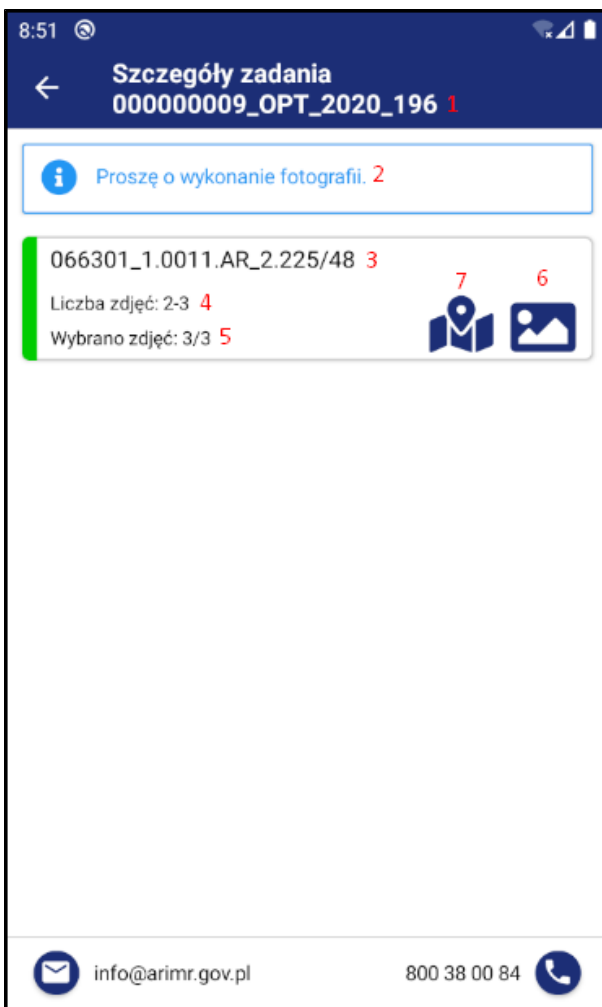 8:51
Szczegóły zadania
000000009_OPT_2020_196 1
Proszę o wykonanie fotografii. 2
066301_1.0011.AR_2.225/48 3
7 6
Liczba zdjęć: 2-3 4
Wybrano zdjęć: 3/3 5
info@arimr.gov.pl 800 38 00 84